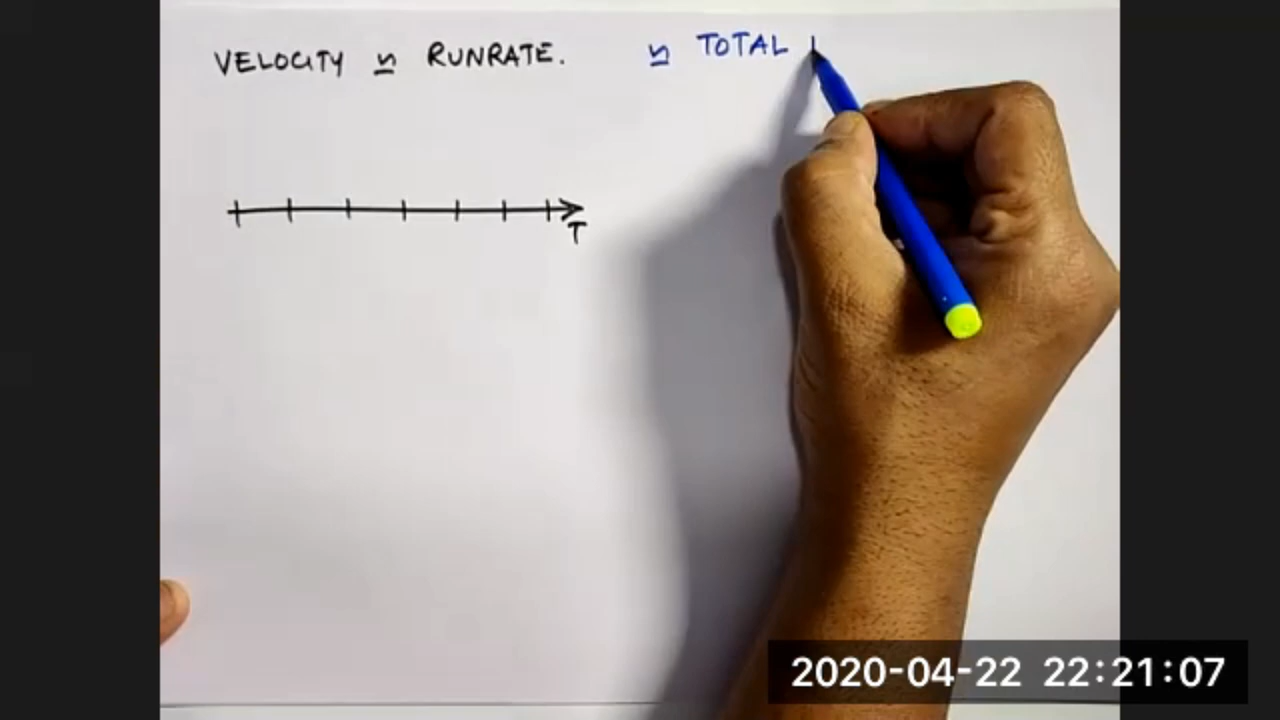 VELOCITY ≌ RUNRATE. ≌ TOTAL
T
2020-04-22 22:21:07